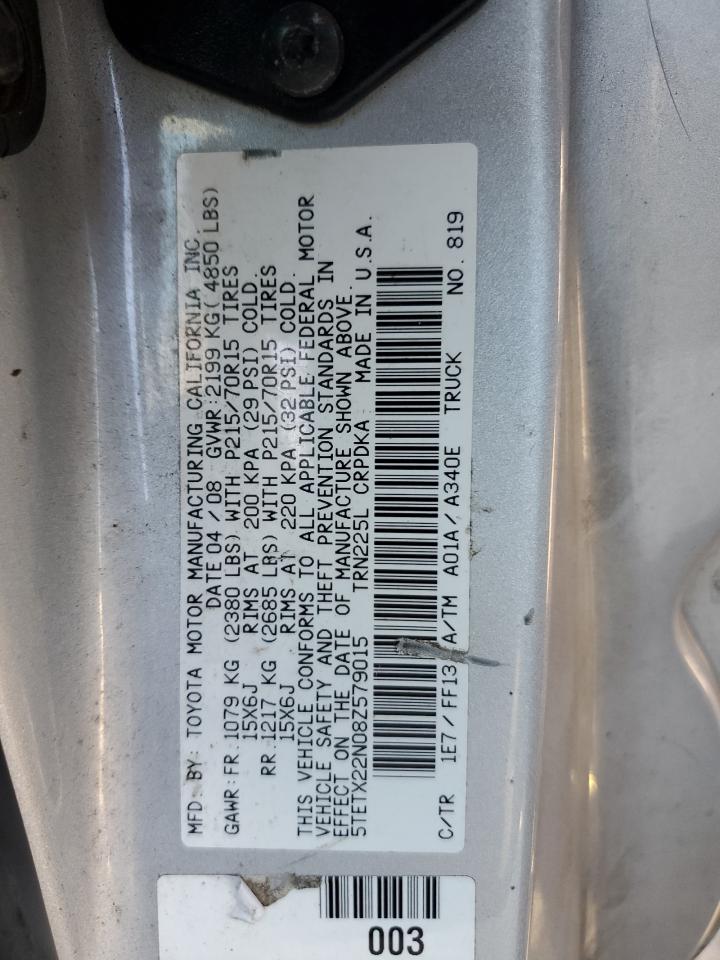 MFD. BY: TOYOTA MOTOR MANUFACTURING CALIFORNIA INC.
DATE 04 / 08 GVWR:2199 KG( 4850 LBS)
GAWR: FR. 1079 KG (2380 LBS) WITH P215/70R15 TIRES
15X6J RIMS AT 200 KPA (29 PSI) COLD.
RR. 1217 KG (2685 LBS) WITH P215/70R15 TIRES
15X6J RIMS AT 220 KPA (32 PSI) COLD.
THIS VEHICLE CONFORMS TO ALL APPLICABLE FEDERAL MOTOR
VEHICLE SAFETY AND THEFT PREVENTION STANDARDS IN
EFFECT ON THE DATE OF MANUFACTURE SHOWN ABOVE.
5TETX22N08Z579015 TRN225L CRPDKA MADE IN U.S.A.
C/TR 1E7/FF13 A/TM A01A/A340E TRUCK NO. 819
003